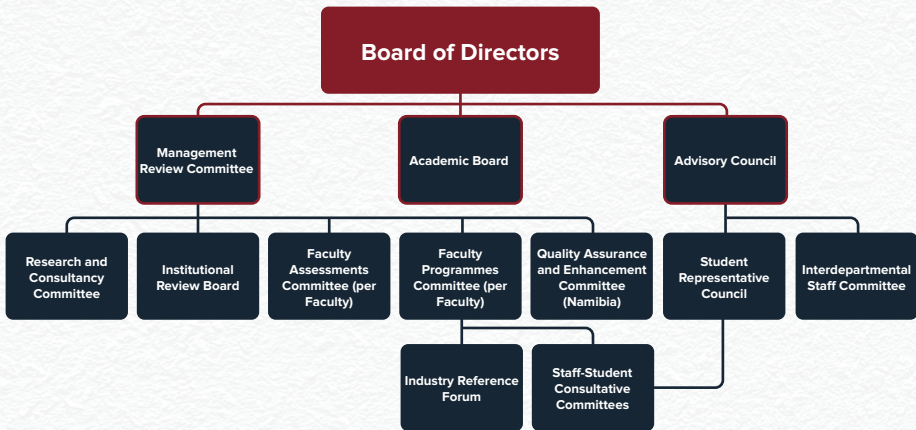 Board of Directors
Management
Review Committee
Academic Board
Advisory Council
Research and
Consultancy
Committee
Institutional
Review Board
Faculty
Assessments
Committee (per
Faculty)
Faculty
Programmes
Committee (per
Faculty)
Quality Assurance
and Enhancement
Committee
(Namibia)
Student
Representative
Council
Interdepartmental
Staff Committee
Industry Reference
Forum
Staff-Student
Consultative
Committees